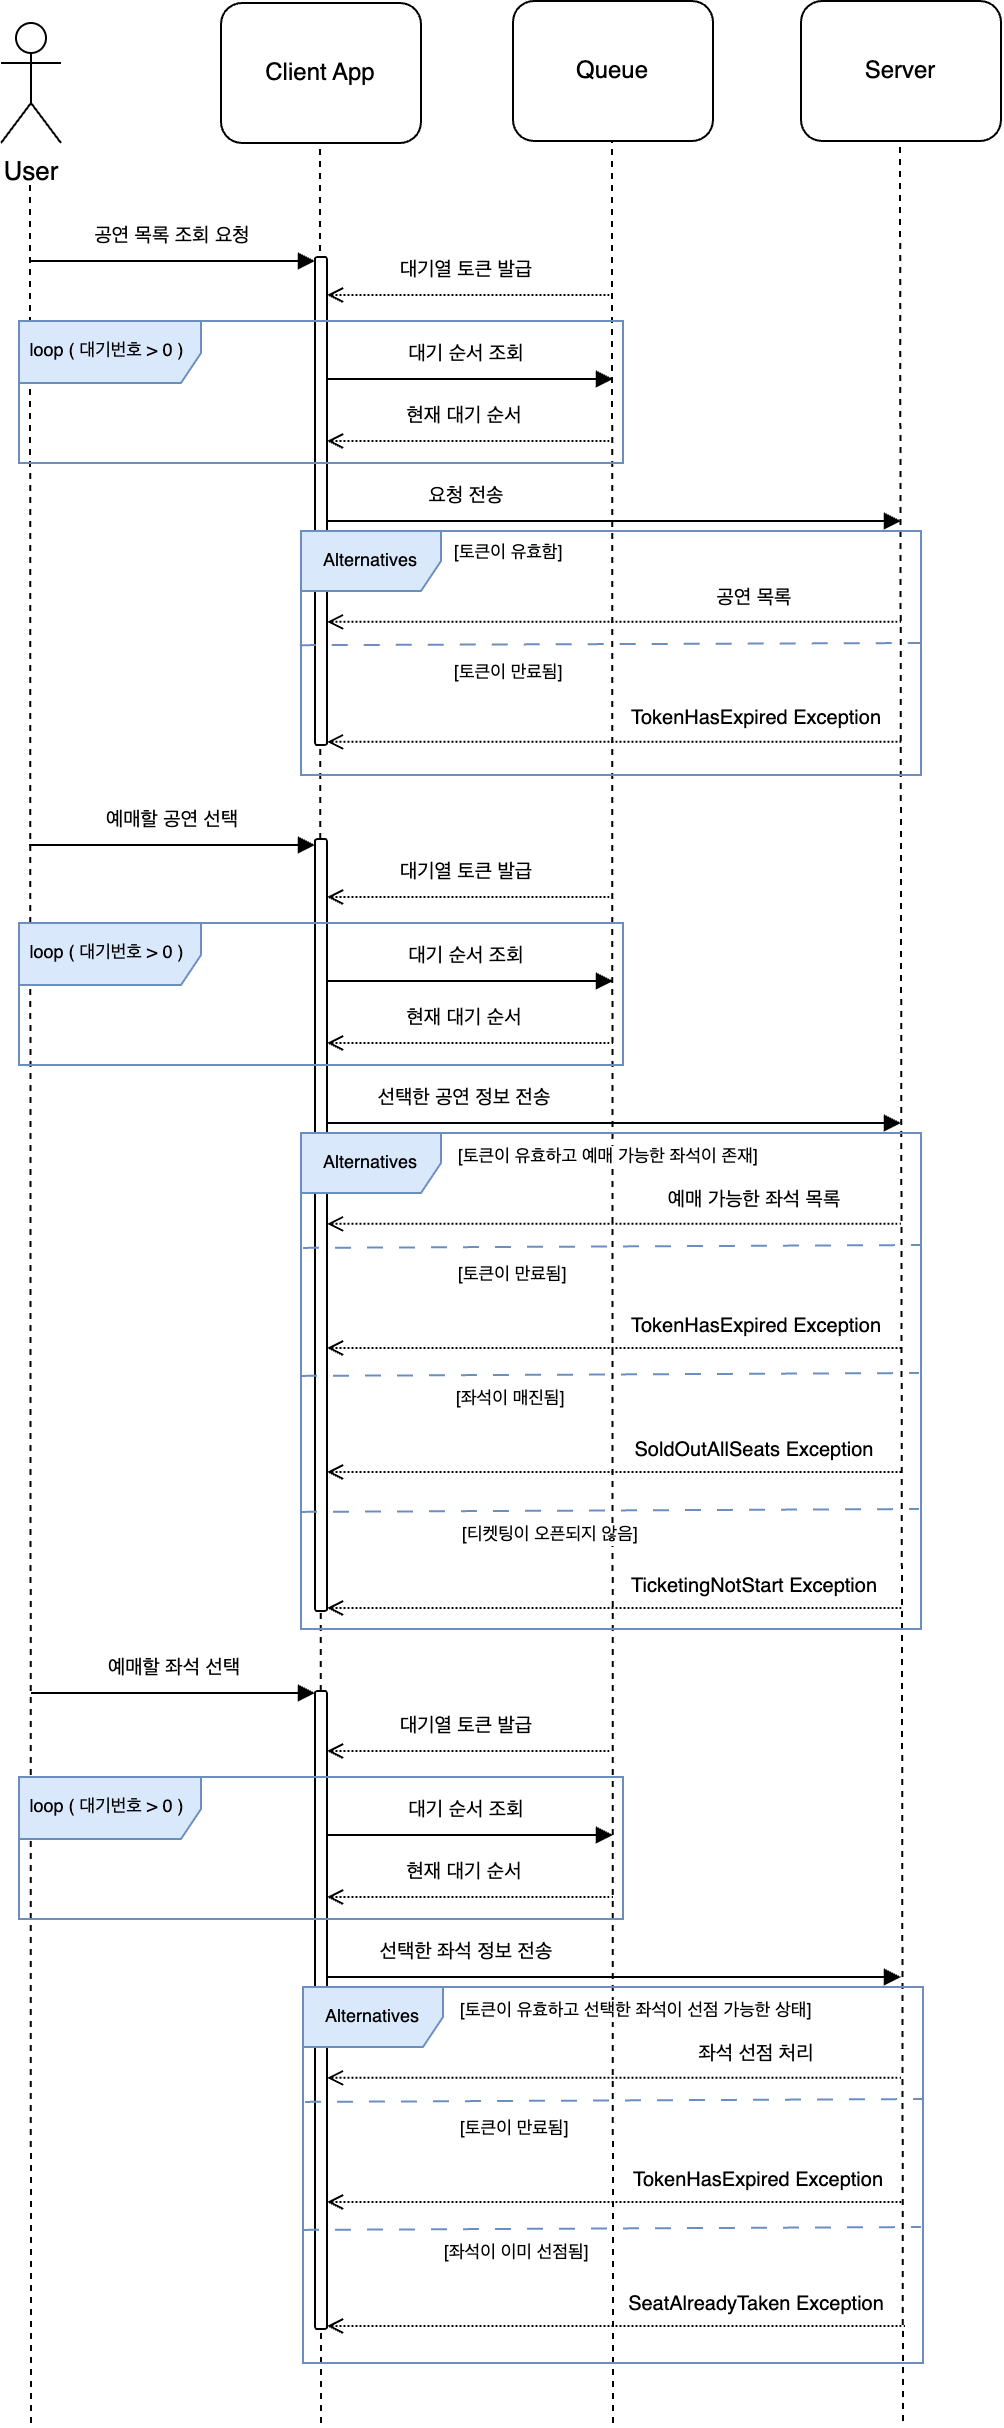 Client App
Queue
Server
User
공연 목록 조회 요청
대기열 토큰 발급
loop ( 대기번호 > 0 )
대기 순서 조회
현재 대기 순서
요청 전송
Alternatives
[토큰이 유효함]
공연 목록
[토큰이 만료됨]
TokenHasExpired Exception
예매할 공연 선택
대기열 토큰 발급
loop ( 대기번호 > 0 )
대기 순서 조회
현재 대기 순서
선택한 공연 정보 전송
Alternatives
[토큰이 유효하고 예매 가능한 좌석이 존재]
예매 가능한 좌석 목록
[토큰이 만료됨]
TokenHasExpired Exception
[좌석이 매진됨]
SoldOutAllSeats Exception
[티켓팅이 오픈되지 않음]
TicketingNotStart Exception
예매할 좌석 선택
대기열 토큰 발급
loop ( 대기번호 > 0 )
대기 순서 조회
현재 대기 순서
선택한 좌석 정보 전송
Alternatives
[토큰이 유효하고 선택한 좌석이 선점 가능한 상태]
좌석 선점 처리
[토큰이 만료됨]
TokenHasExpired Exception
[좌석이 이미 선점됨]
SeatAlreadyTaken Exception